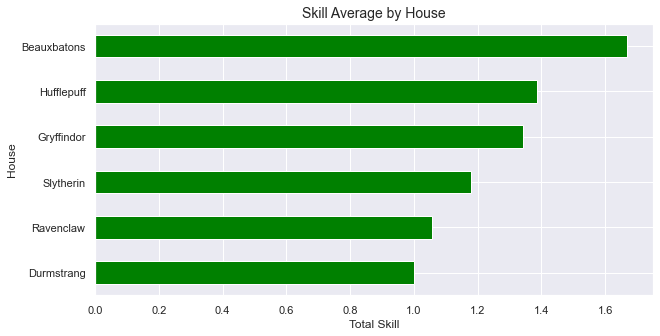 Skill Average by House
House
Beauxbatons
Hufflepuff
Gryffindor
Slytherin
Ravenclaw
Durmstrang
0.0 0.2 0.4 0.6 0.8 1.0 1.2 1.4 1.6
Total Skill